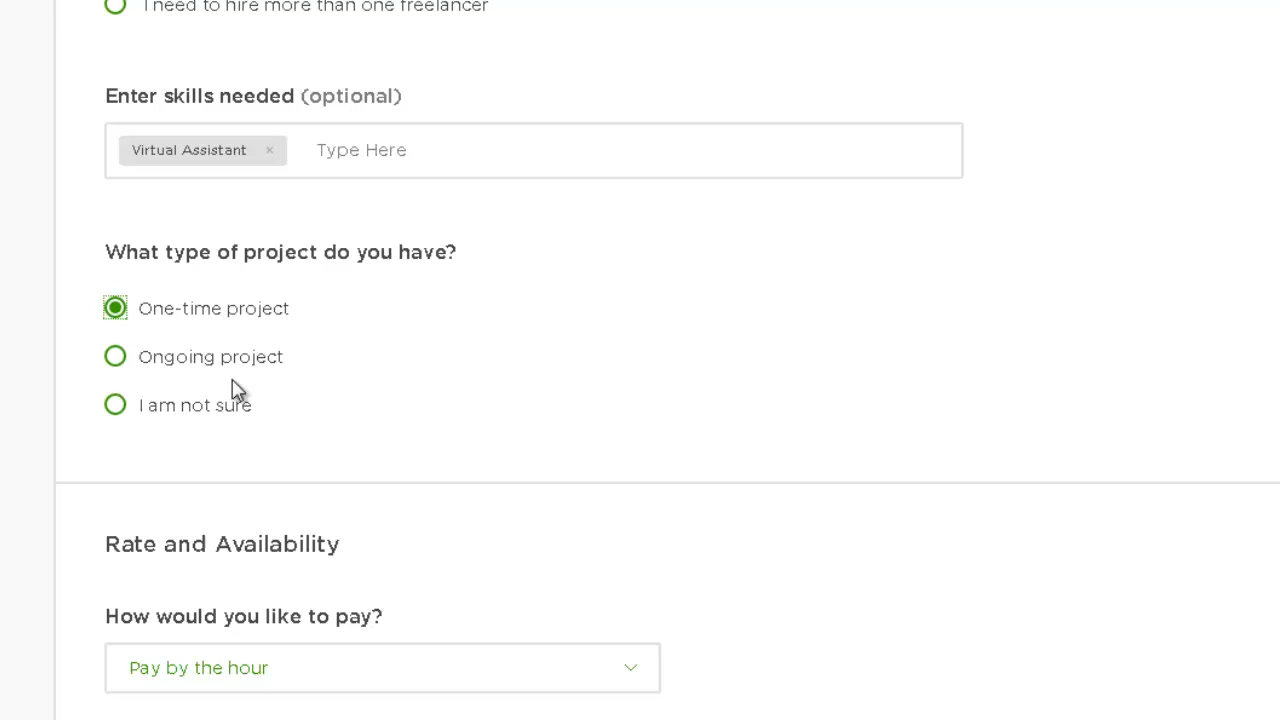 I need to hire more than one freelancer
Enter skills needed (optional)
Virtual Assistant × Type Here
What type of project do you have?
One-time project
Ongoing project
I am not sure
Rate and Availability
How would you like to pay?
Pay by the hour